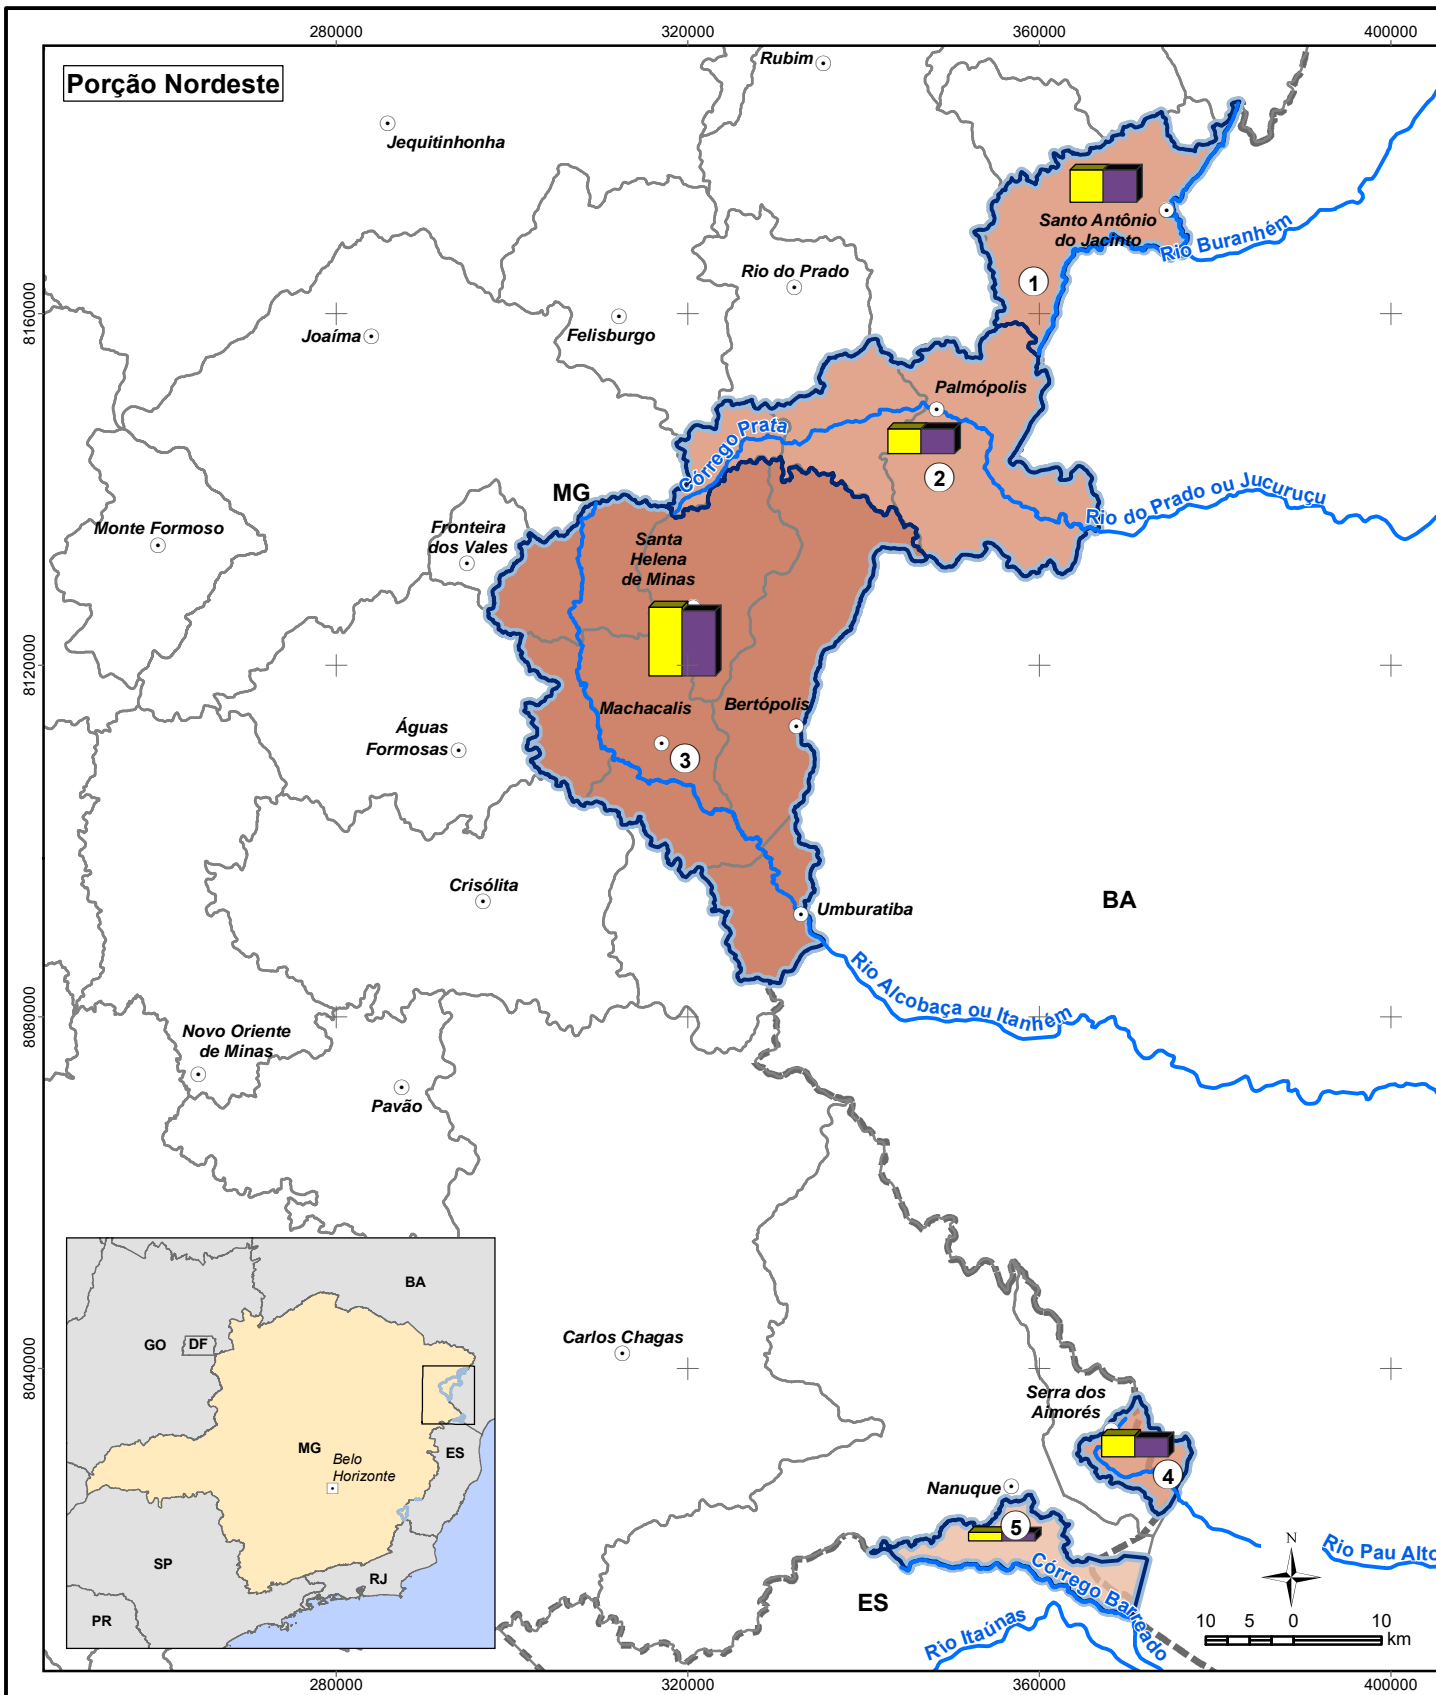 280000
320000
360000
400000
Porção Nordeste
Rubim
Jequitinhonha
Santo Antônio
do Jacinto
Rio Buranhém
1
Rio do Prado
8160000
Joaíma
Felisburgo
Palmópolis
Córrego Prata
2
MG
Rio do Prado ou Jucuruçu
Monte Formoso
Fronteira
dos Vales
Santa
Helena
de Minas
8120000
Machacalis
Bertópolis
Águas
Formosas
3
Crisólita
BA
Umburatiba
Rio Alcobaça ou Itanhém
8080000
Novo Oriente
de Minas
Pavão
BA
GO
DF
MG
Belo
Horizonte
ES
SP
RJ
PR
8040000
Carlos Chagas
Serra dos
Aimorés
4
Nanuque
5
Rio Pau Alto
Córrego Barreado
ES
Rio Itaúnas
N
10
5
0
10
km
280000
320000
360000
400000